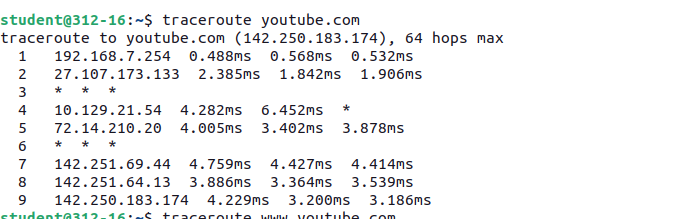 student@312-16:~$ traceroute youtube.com
traceroute to youtube.com (142.250.183.174), 64 hops max
  1   192.168.7.254  0.488ms  0.568ms  0.532ms
  2   27.107.173.133  2.385ms  1.842ms  1.906ms
  3   *  *  *
  4   10.129.21.54  4.282ms  6.452ms  *
  5   72.14.210.20  4.005ms  3.402ms  3.878ms
  6   *  *  *
  7   142.251.69.44  4.759ms  4.427ms  4.414ms
  8   142.251.64.13  3.886ms  3.364ms  3.539ms
  9   142.250.183.174  4.229ms  3.200ms  3.186ms
student@312-16:~$ traceroute www.youtube.com